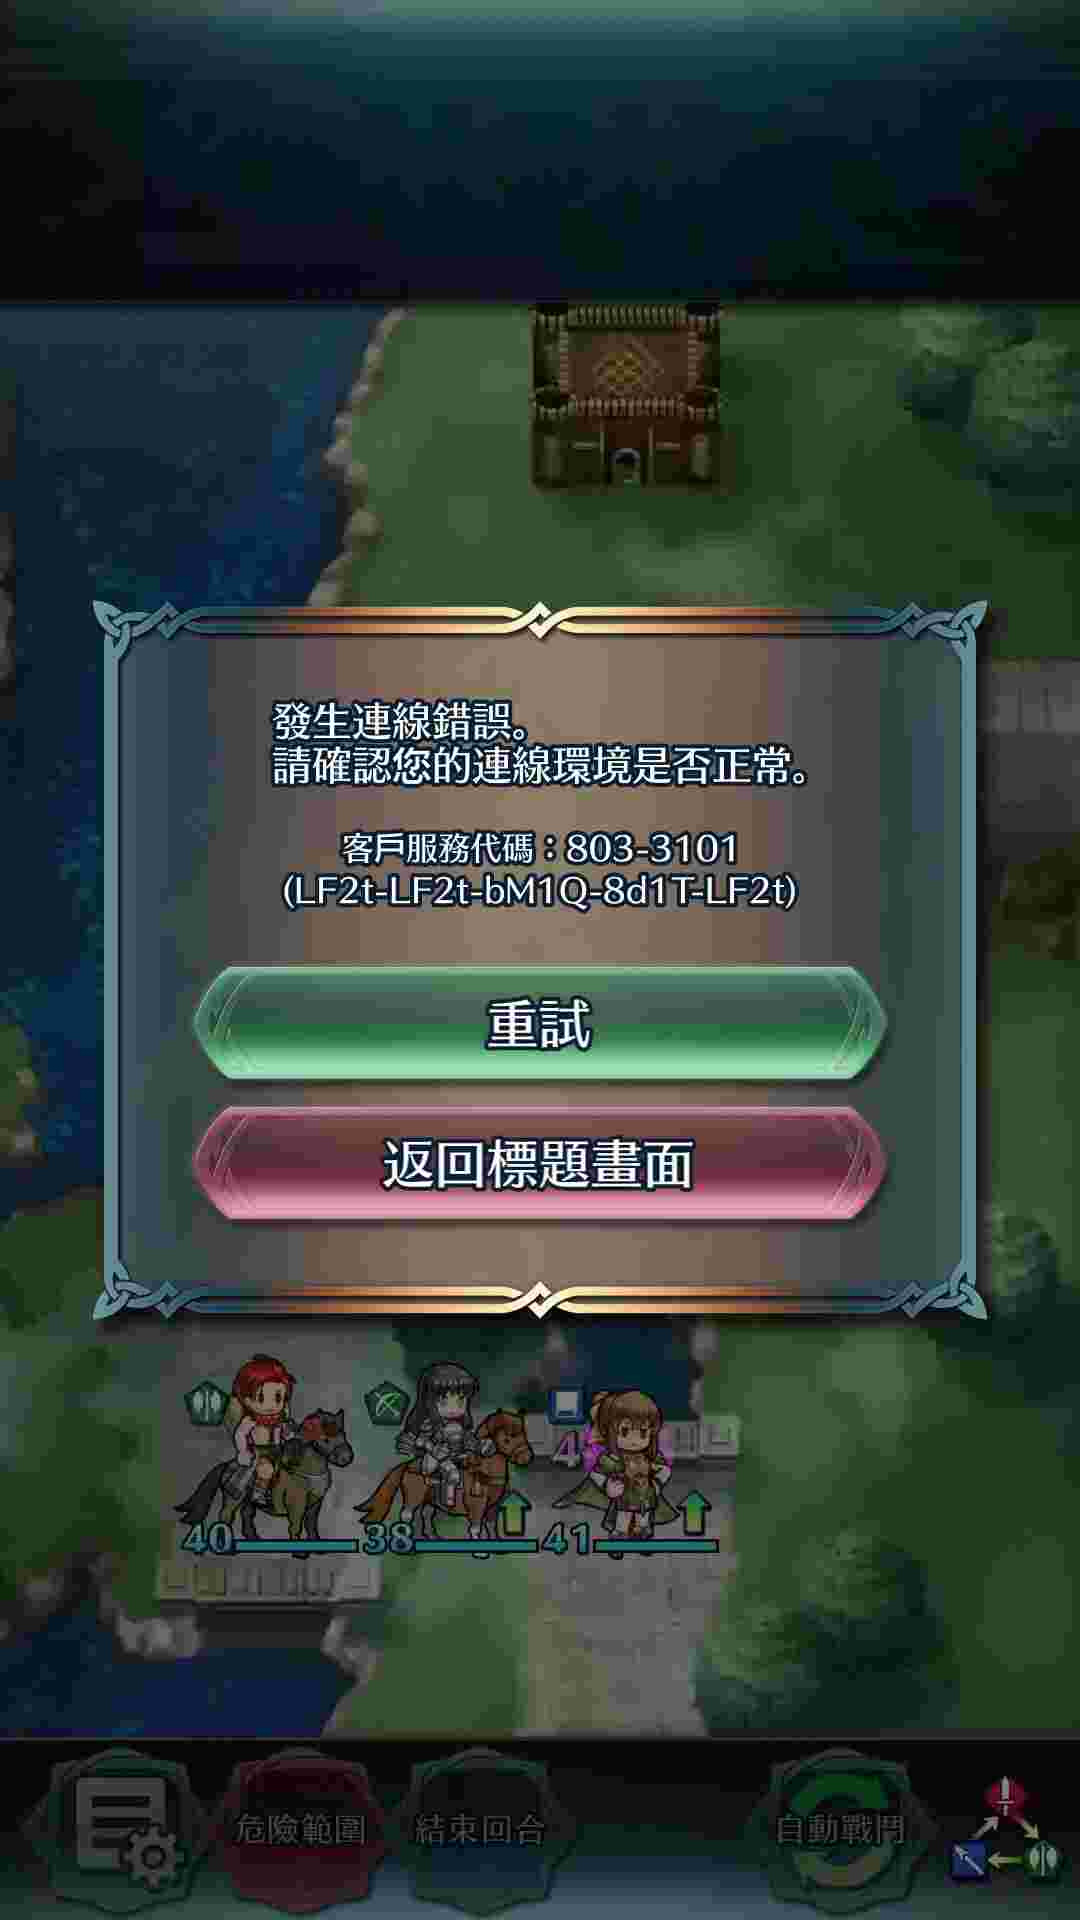 發生連線錯誤。
請確認您的連線環境是否正常。
客戶服務代碼：803-3101
(LF2t-LF2t-bM1Q-8d1T-LF2t)
重試
返回標題畫面
4
40
38
41
危險範圍
結束回合
自動戰鬥